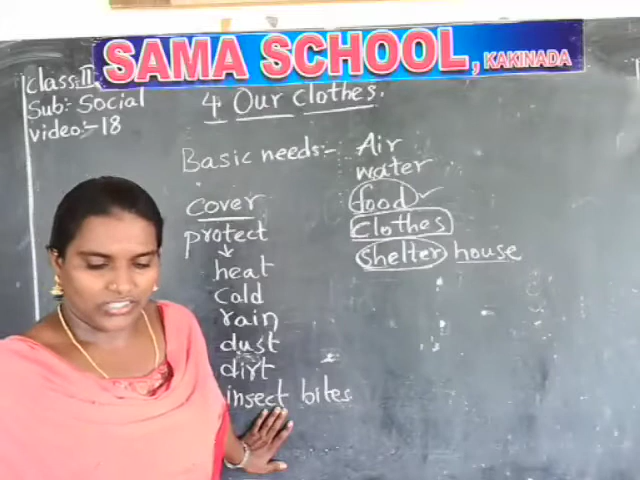 SAMA SCHOOL, KAKINADA
Class: II
Sub:- Social
video:- 18
4 Our clothes.
Basic needs:- Air
water
food
clothes
shelter house
cover
protect
heat
Cold
rain
dust
dirt
insect bites